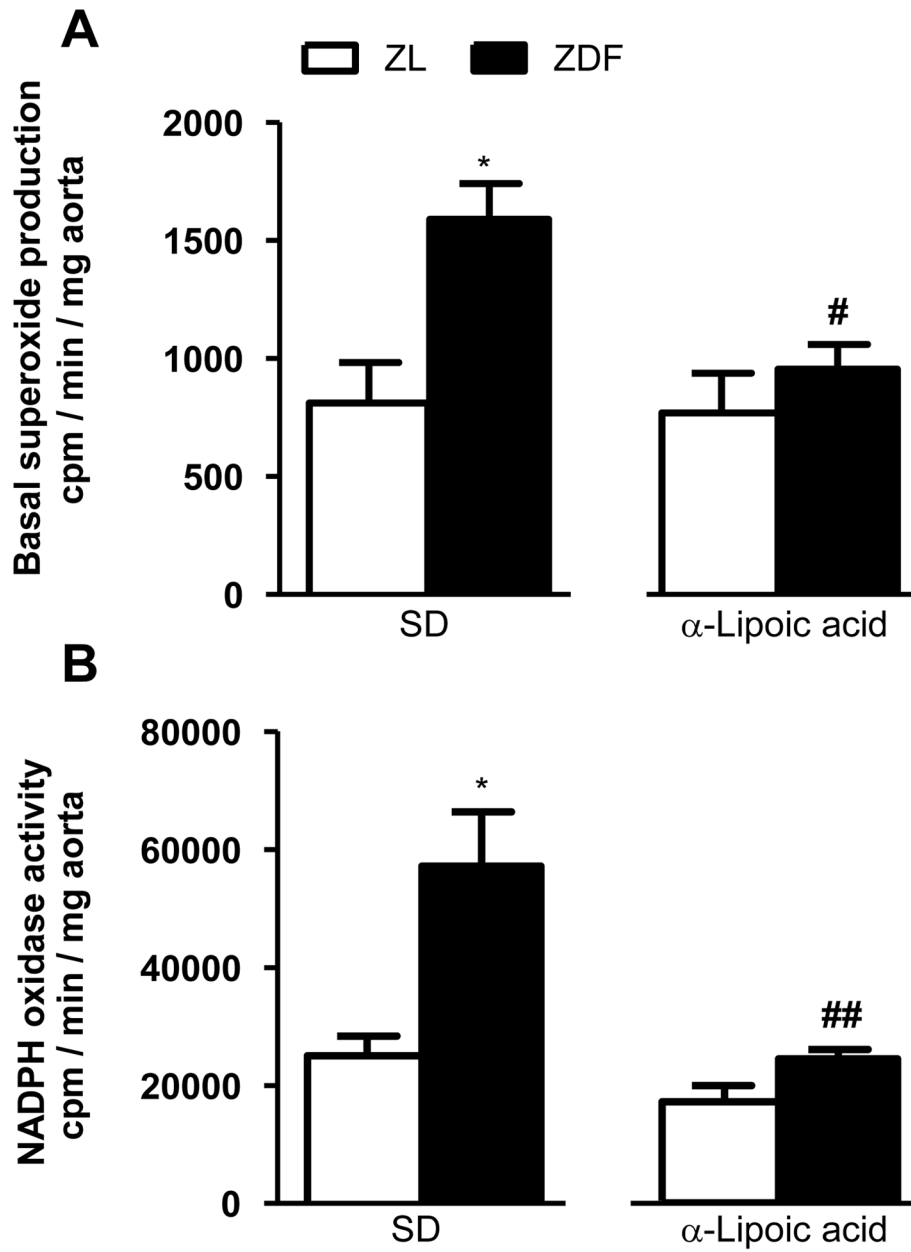 A
ZL ZDF
Basal superoxide production
cpm / min / mg aorta
2000
1500
1000
500
0
*
#
SD
α-Lipoic acid
B
NADPH oxidase activity
cpm / min / mg aorta
80000
60000
40000
20000
0
*
##
SD
α-Lipoic acid